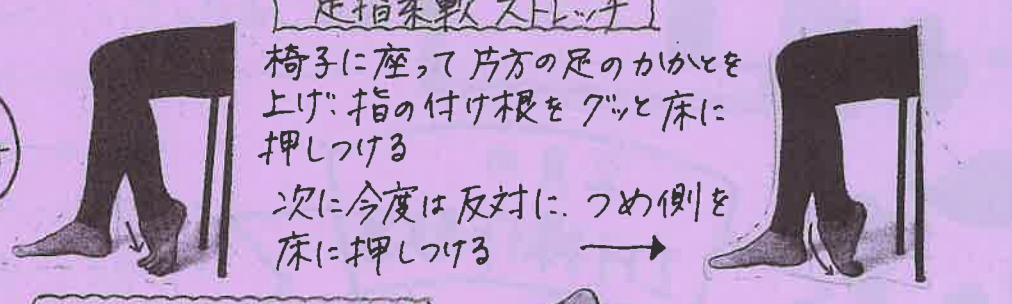 足指柔軟ストレッチ
椅子に座って片方の足のかかとを
上げ、指の付け根をグッと床に
押しつける
次に今度は反対に、つめ側を
床に押しつける